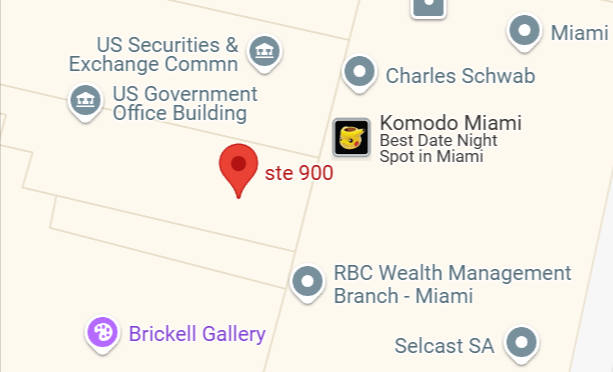 US Securities &
Exchange Commn
Miami
Charles Schwab
US Government
Office Building
Komodo Miami
Best Date Night
Spot in Miami
ste 900
RBC Wealth Management
Branch - Miami
Brickell Gallery
Selcast SA